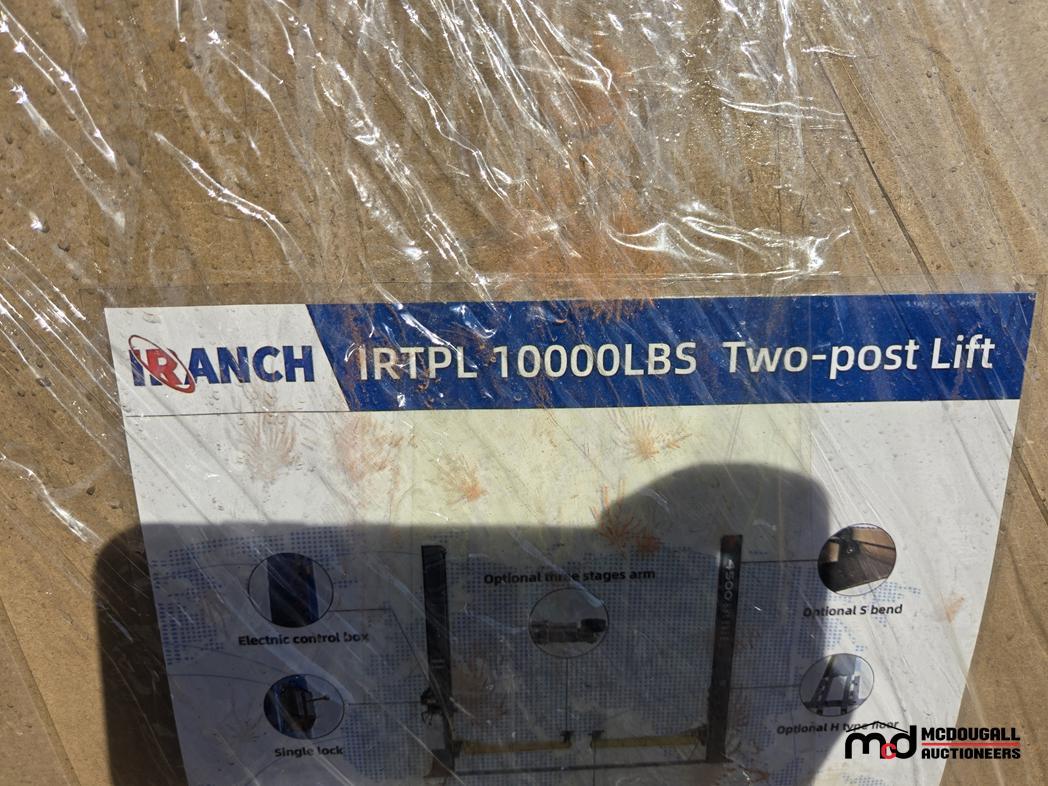 IRANCH
IRTPL 10000LBS Two-post Lift
Optional three stages arm
Electric control box
Optional S bend
Single lock
Optional H type floor
mcd MCDOUGALL
AUCTIONEERS